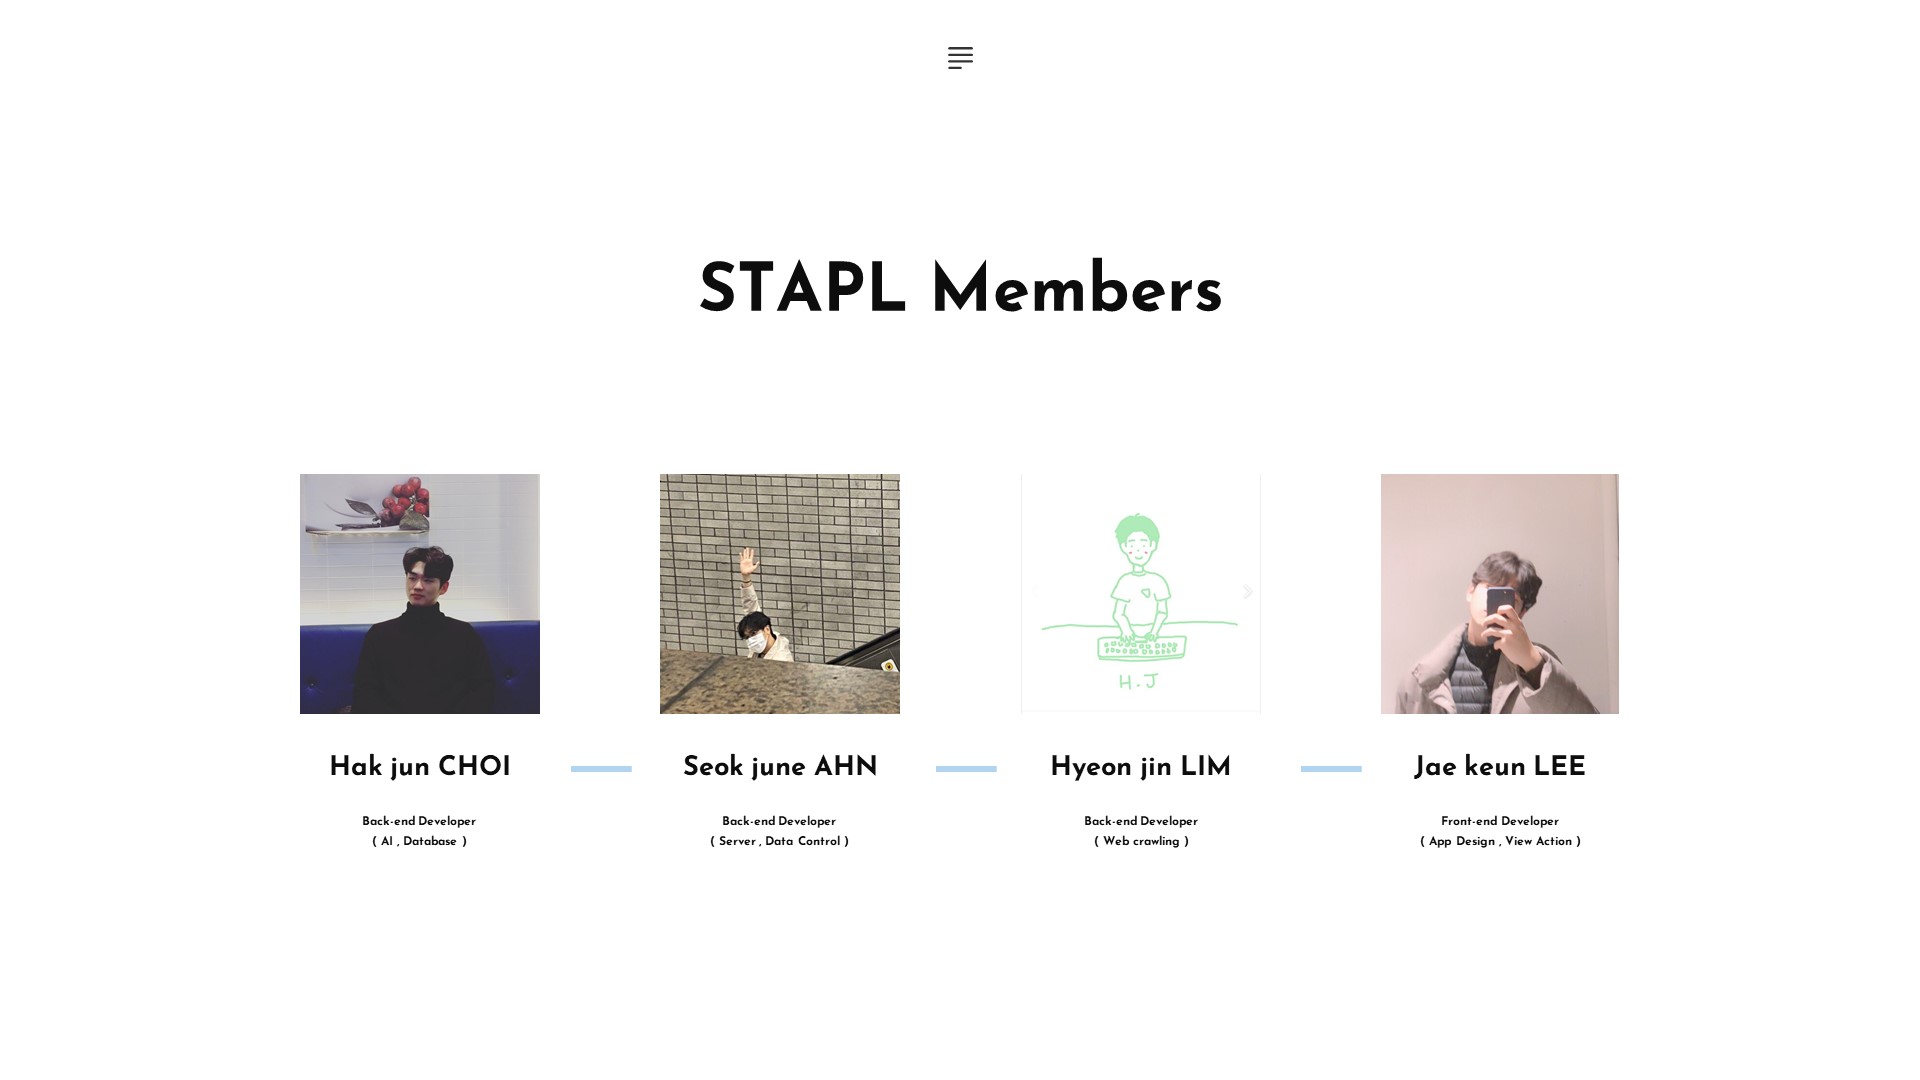 STAPL Members
H.J
Hak jun CHOI
Seok june AHN
Hyeon jin LIM
Jae keun LEE
Back-end Developer
( AI , Database )
Back-end Developer
( Server , Data Control )
Back-end Developer
( Web crawling )
Front-end Developer
( App Design , View Action )